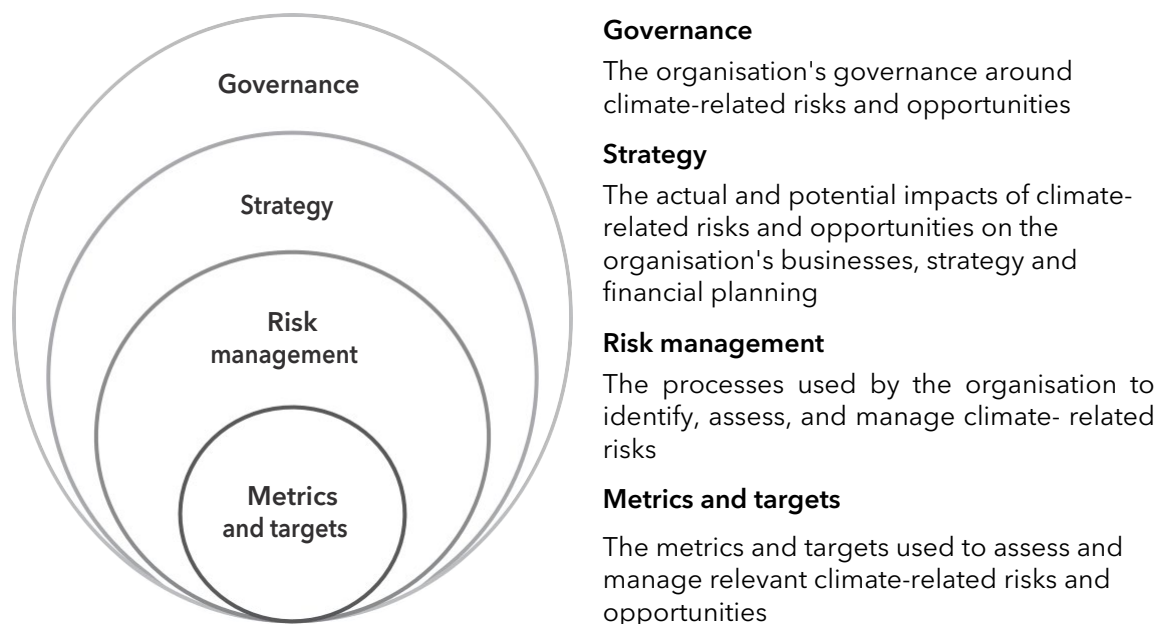 Governance
Strategy
Risk
management
Metrics
and targets
Governance
The organisation's governance around
climate-related risks and opportunities
Strategy
The actual and potential impacts of climate-
related risks and opportunities on the
organisation's businesses, strategy and
financial planning
Risk management
The processes used by the organisation to
identify, assess, and manage climate- related
risks
Metrics and targets
The metrics and targets used to assess and
manage relevant climate-related risks and
opportunities